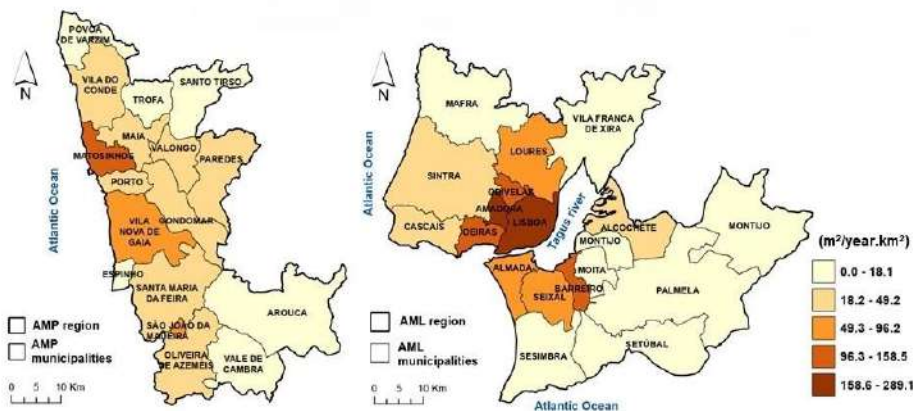 PÓVOA
DE VARZIM
N
VILA DO
CONDE
SANTO TIRSO
TROFA
MAIA
VALONGO
MATOSINHOS
PAREDES
PORTO
Atlantic Ocean
GONDOMAR
VILA
NOVA DE
GAIA
ESPINHO
SANTA MARIA
DA FEIRA
AROUCA
SÃO JOÃO DA
MADEIRA
OLIVEIRA
DE AZEMEIS
VALE DE
CAMBRA
AMP region
AMP
municipalities
0 5 10 Km
N
MAFRA
VILA FRANCA
DE XIRA
LOURES
Atlantic Ocean
SINTRA
ODIVELAS
AMADORA
LISBOA
CASCAIS
OEIRAS
Tagus river
ALCOCHETE
MONTIJO
MONTIJO
ALMADA
MOITA
BARREIRO
SEIXAL
PALMELA
SESIMBRA
SETÚBAL
AML region
AML
municipalities
0 5 10 Km
Atlantic Ocean
(m²/year.km²)
0.0 - 18.1
18.2 - 49.2
49.3 - 96.2
96.3 - 158.5
158.6 - 289.1